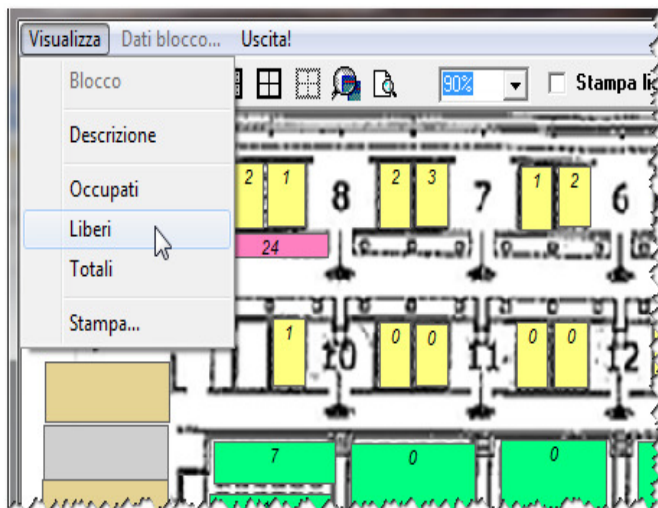 Visualizza Dati blocco... Uscita!
Blocco
90% Stampa li
Descrizione
Occupati
2 1 8 2 3 7 1 2 6
Liberi
24
Totali
Stampa...
1 10 0 0 11 0 0 12
7 0 0